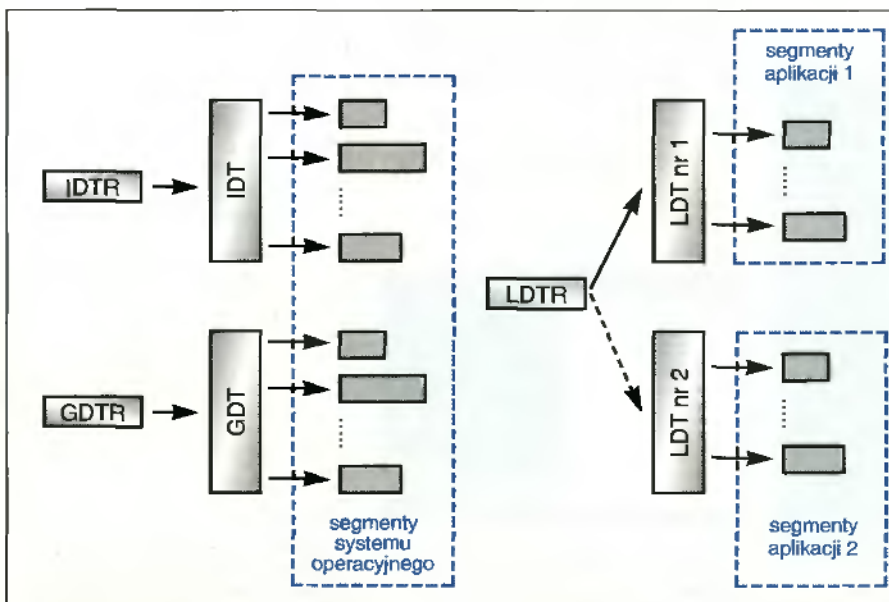 IDTR
IDT
GDTR
GDT
segmenty
systemu
operacyjnego
LDTR
segmenty
aplikacji 1
LDT nr 1
LDT nr 2
segmenty
aplikacji 2